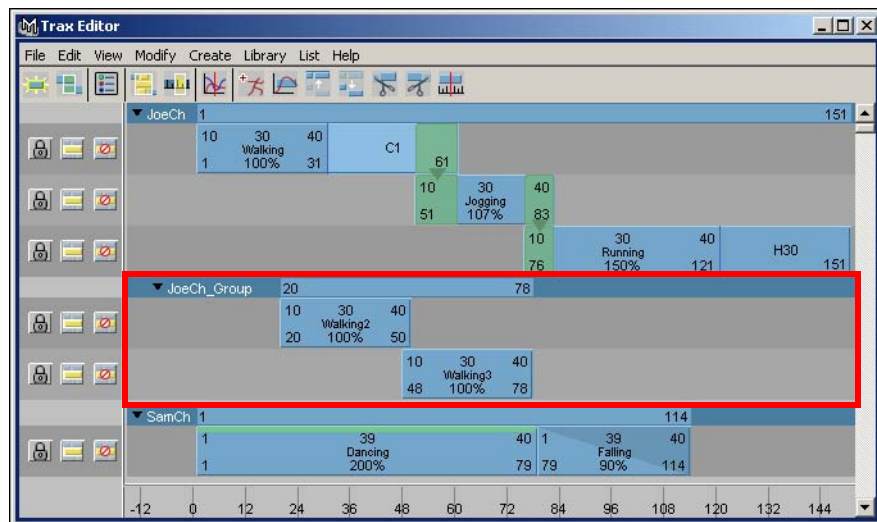 Trax Editor
File Edit View Modify Create Library List Help
JoeCh 1 151
10 30 40
Walking C1
1 100% 31 61
10 30 40
Jogging
51 107% 83
10 30 40
Running H30
76 150% 121 151
JoeCh_Group 20 78
10 30 40
Walking2
20 100% 50
10 30 40
Walking3
48 100% 78
SamCh 1 114
1 39 40 1 39 40
Dancing Falling
1 200% 79 79 90% 114
-12 0 12 24 36 48 60 72 84 96 108 120 132 144